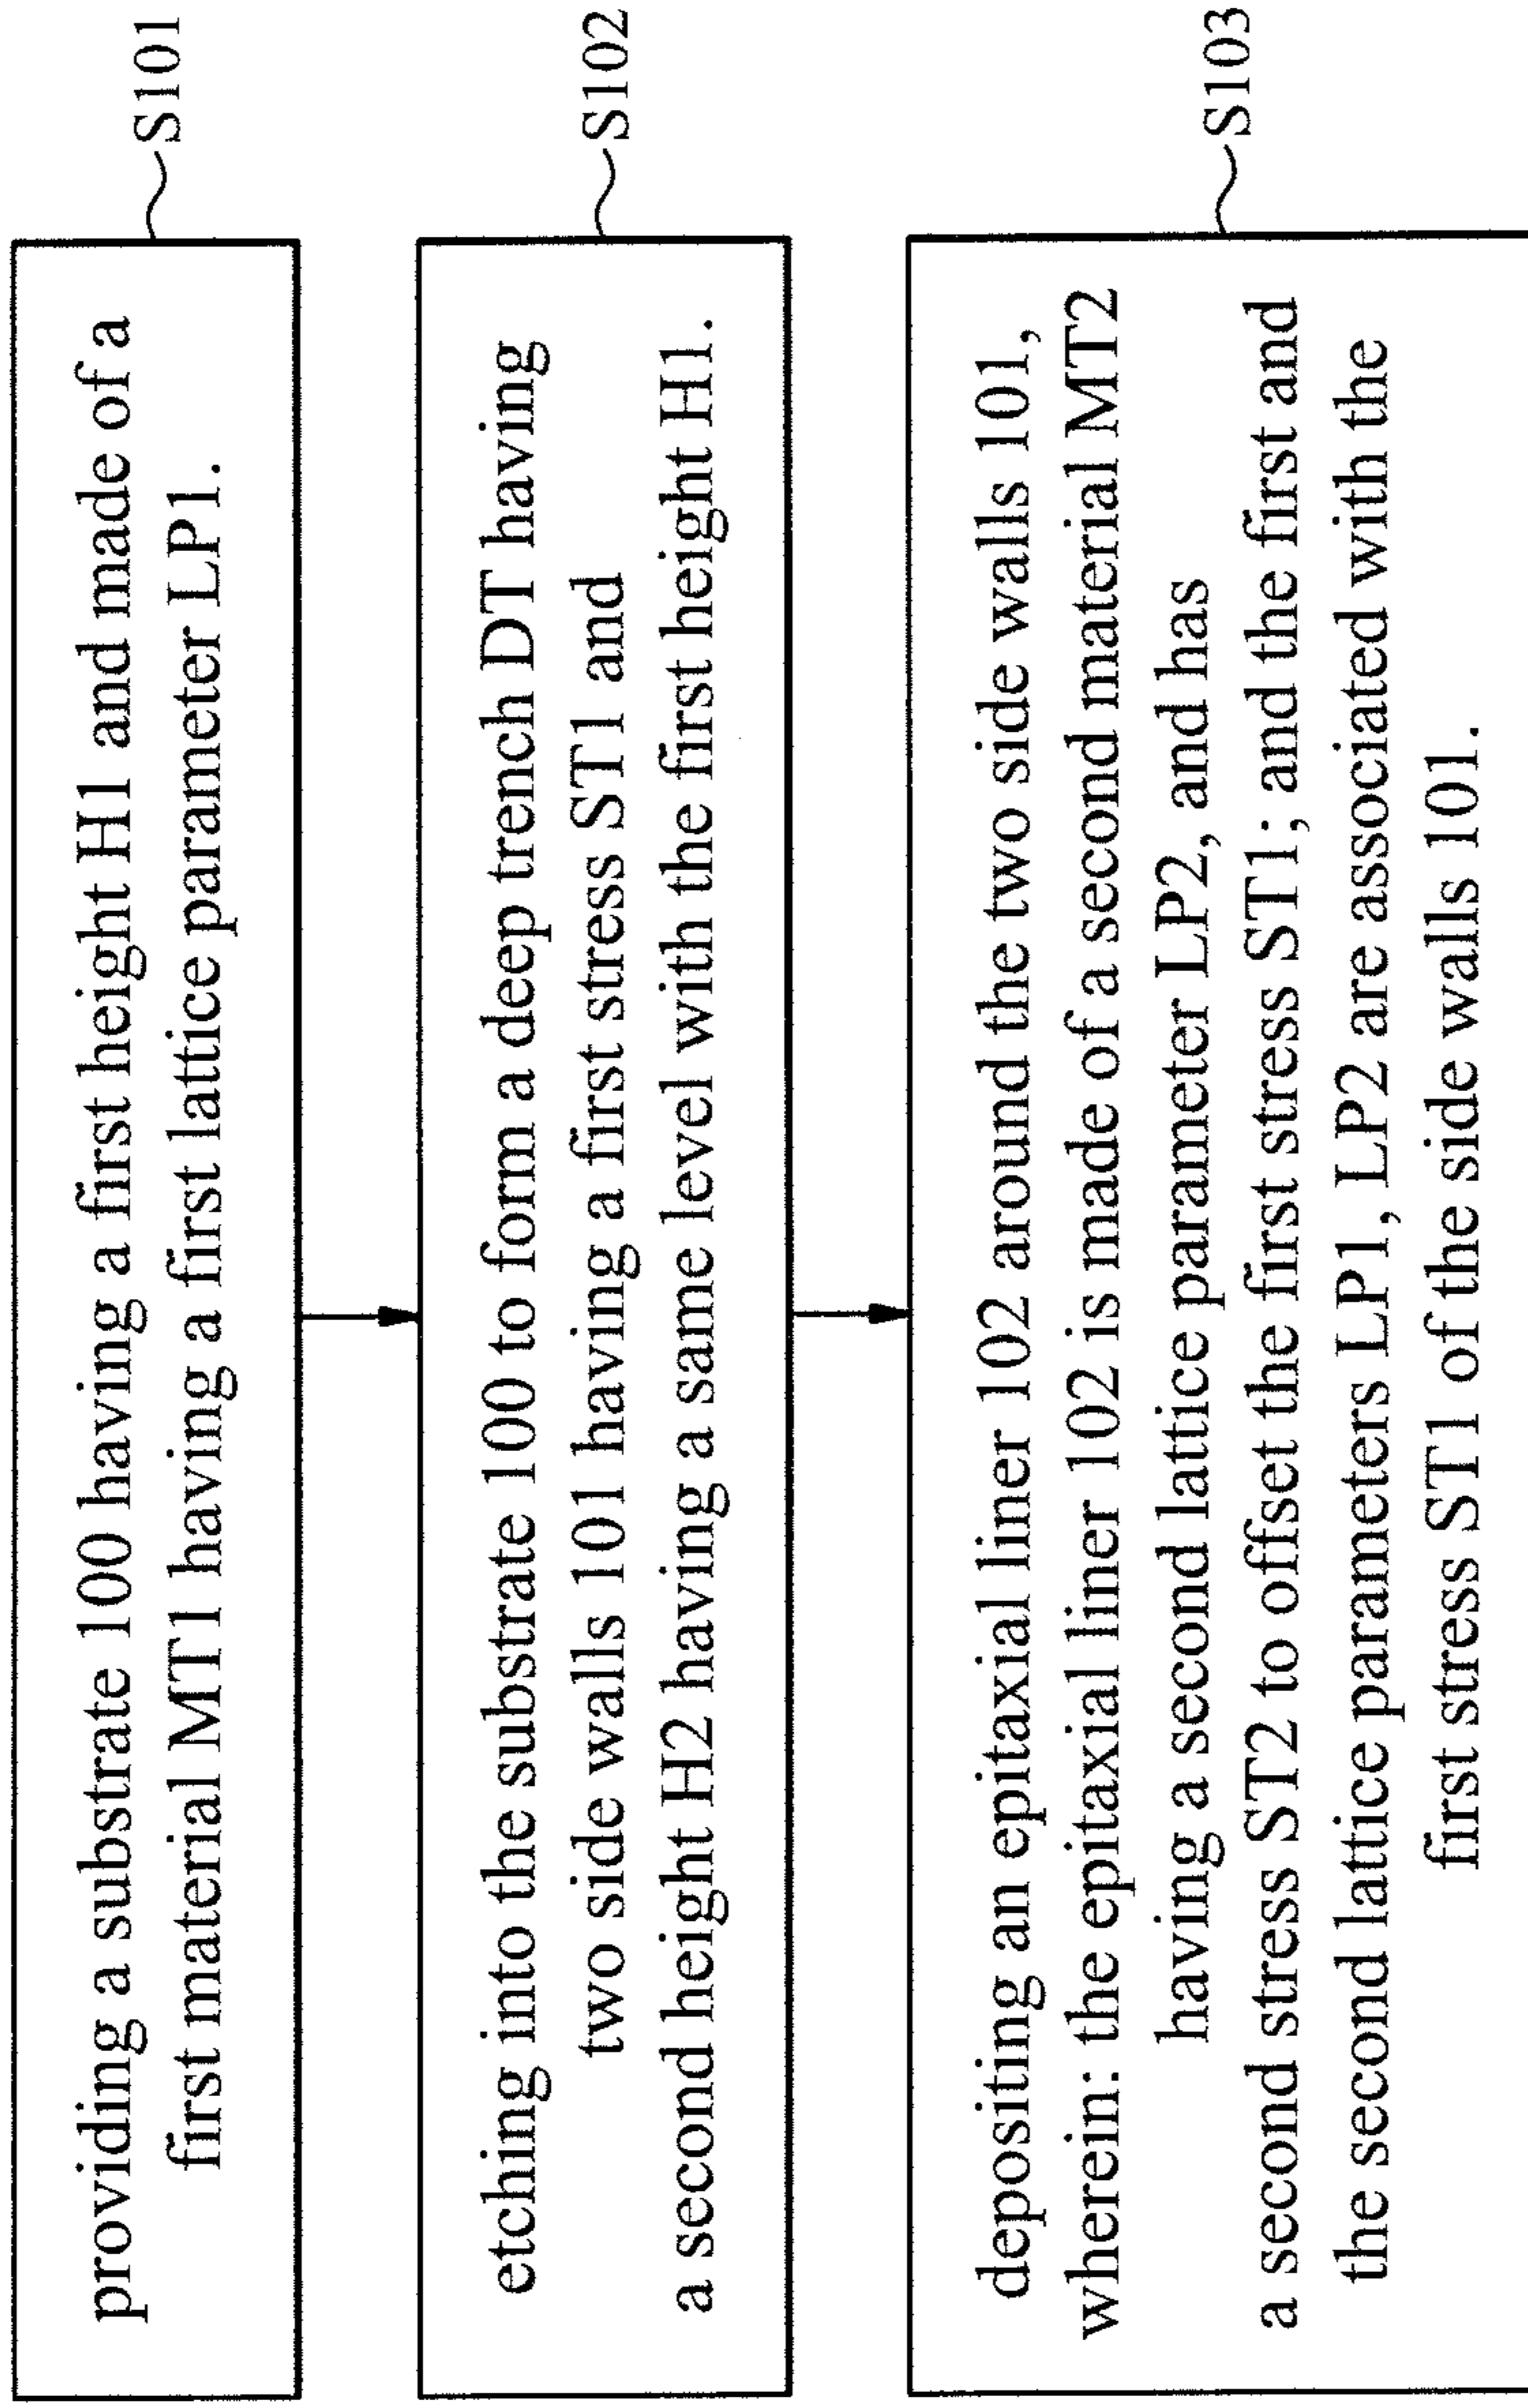 providing a substrate 100 having a first height H1 and made of a
first material MT1 having a first lattice parameter LP1.
S101
etching into the substrate 100 to form a deep trench DT having
two side walls 101 having a first stress ST1 and
a second height H2 having a same level with the first height H1.
S102
depositing an epitaxial liner 102 around the two side walls 101,
wherein: the epitaxial liner 102 is made of a second material MT2
having a second lattice parameter LP2, and has
a second stress ST2 to offset the first stress ST1; and the first and
the second lattice parameters LP1, LP2 are associated with the
first stress ST1 of the side walls 101.
S103